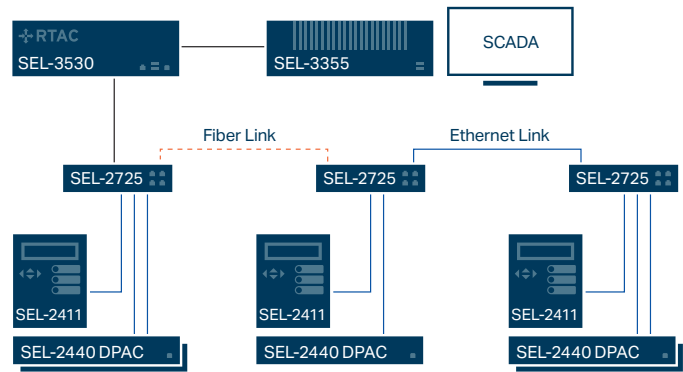 RTAC
SEL-3530
SEL-3355
SCADA
Fiber Link
Ethernet Link
SEL-2725
SEL-2725
SEL-2725
SEL-2411
SEL-2411
SEL-2411
SEL-2440 DPAC
SEL-2440 DPAC
SEL-2440 DPAC